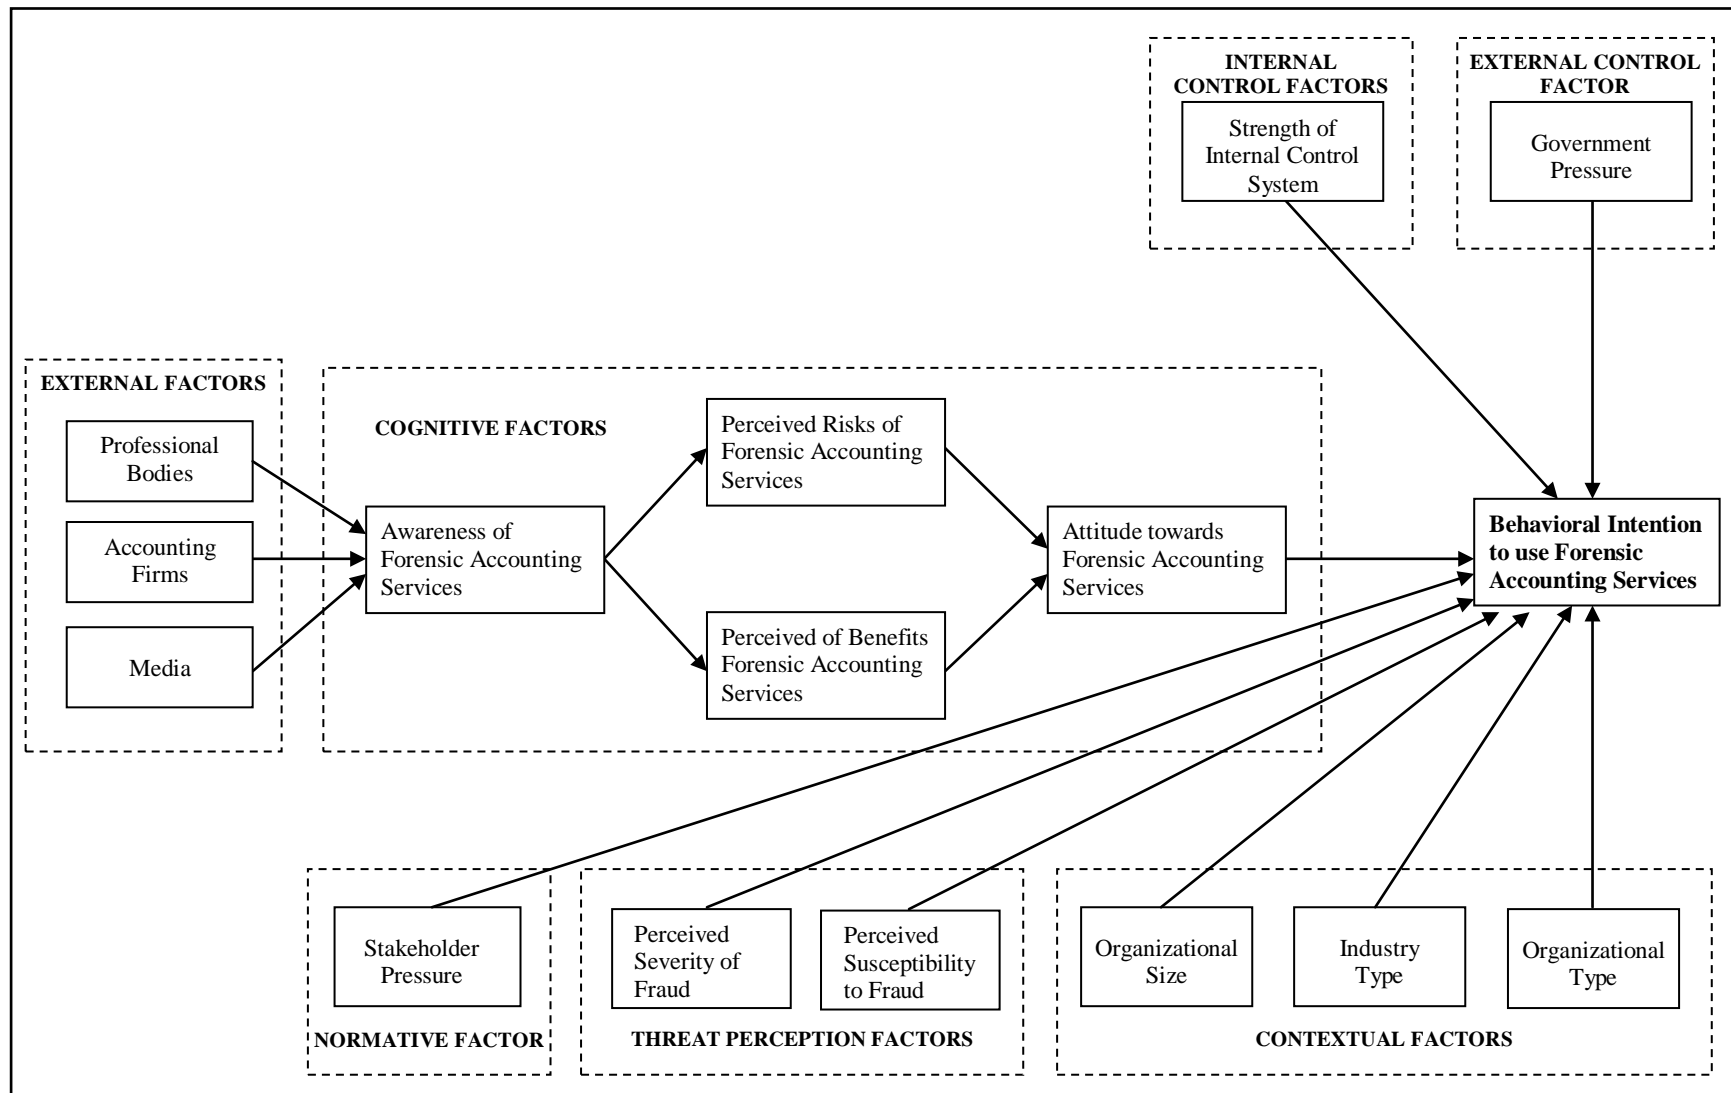 INTERNAL
CONTROL FACTORS
Strength of
Internal Control
System
EXTERNAL CONTROL
FACTOR
Government
Pressure
EXTERNAL FACTORS
Professional
Bodies
Accounting
Firms
Media
COGNITIVE FACTORS
Awareness of
Forensic Accounting
Services
Perceived Risks of
Forensic Accounting
Services
Perceived of Benefits
Forensic Accounting
Services
Attitude towards
Forensic Accounting
Services
Behavioral Intention
to use Forensic
Accounting Services
Stakeholder
Pressure
NORMATIVE FACTOR
Perceived
Severity of
Fraud
Perceived
Susceptibility
to Fraud
THREAT PERCEPTION FACTORS
Organizational
Size
Industry
Type
Organizational
Type
CONTEXTUAL FACTORS